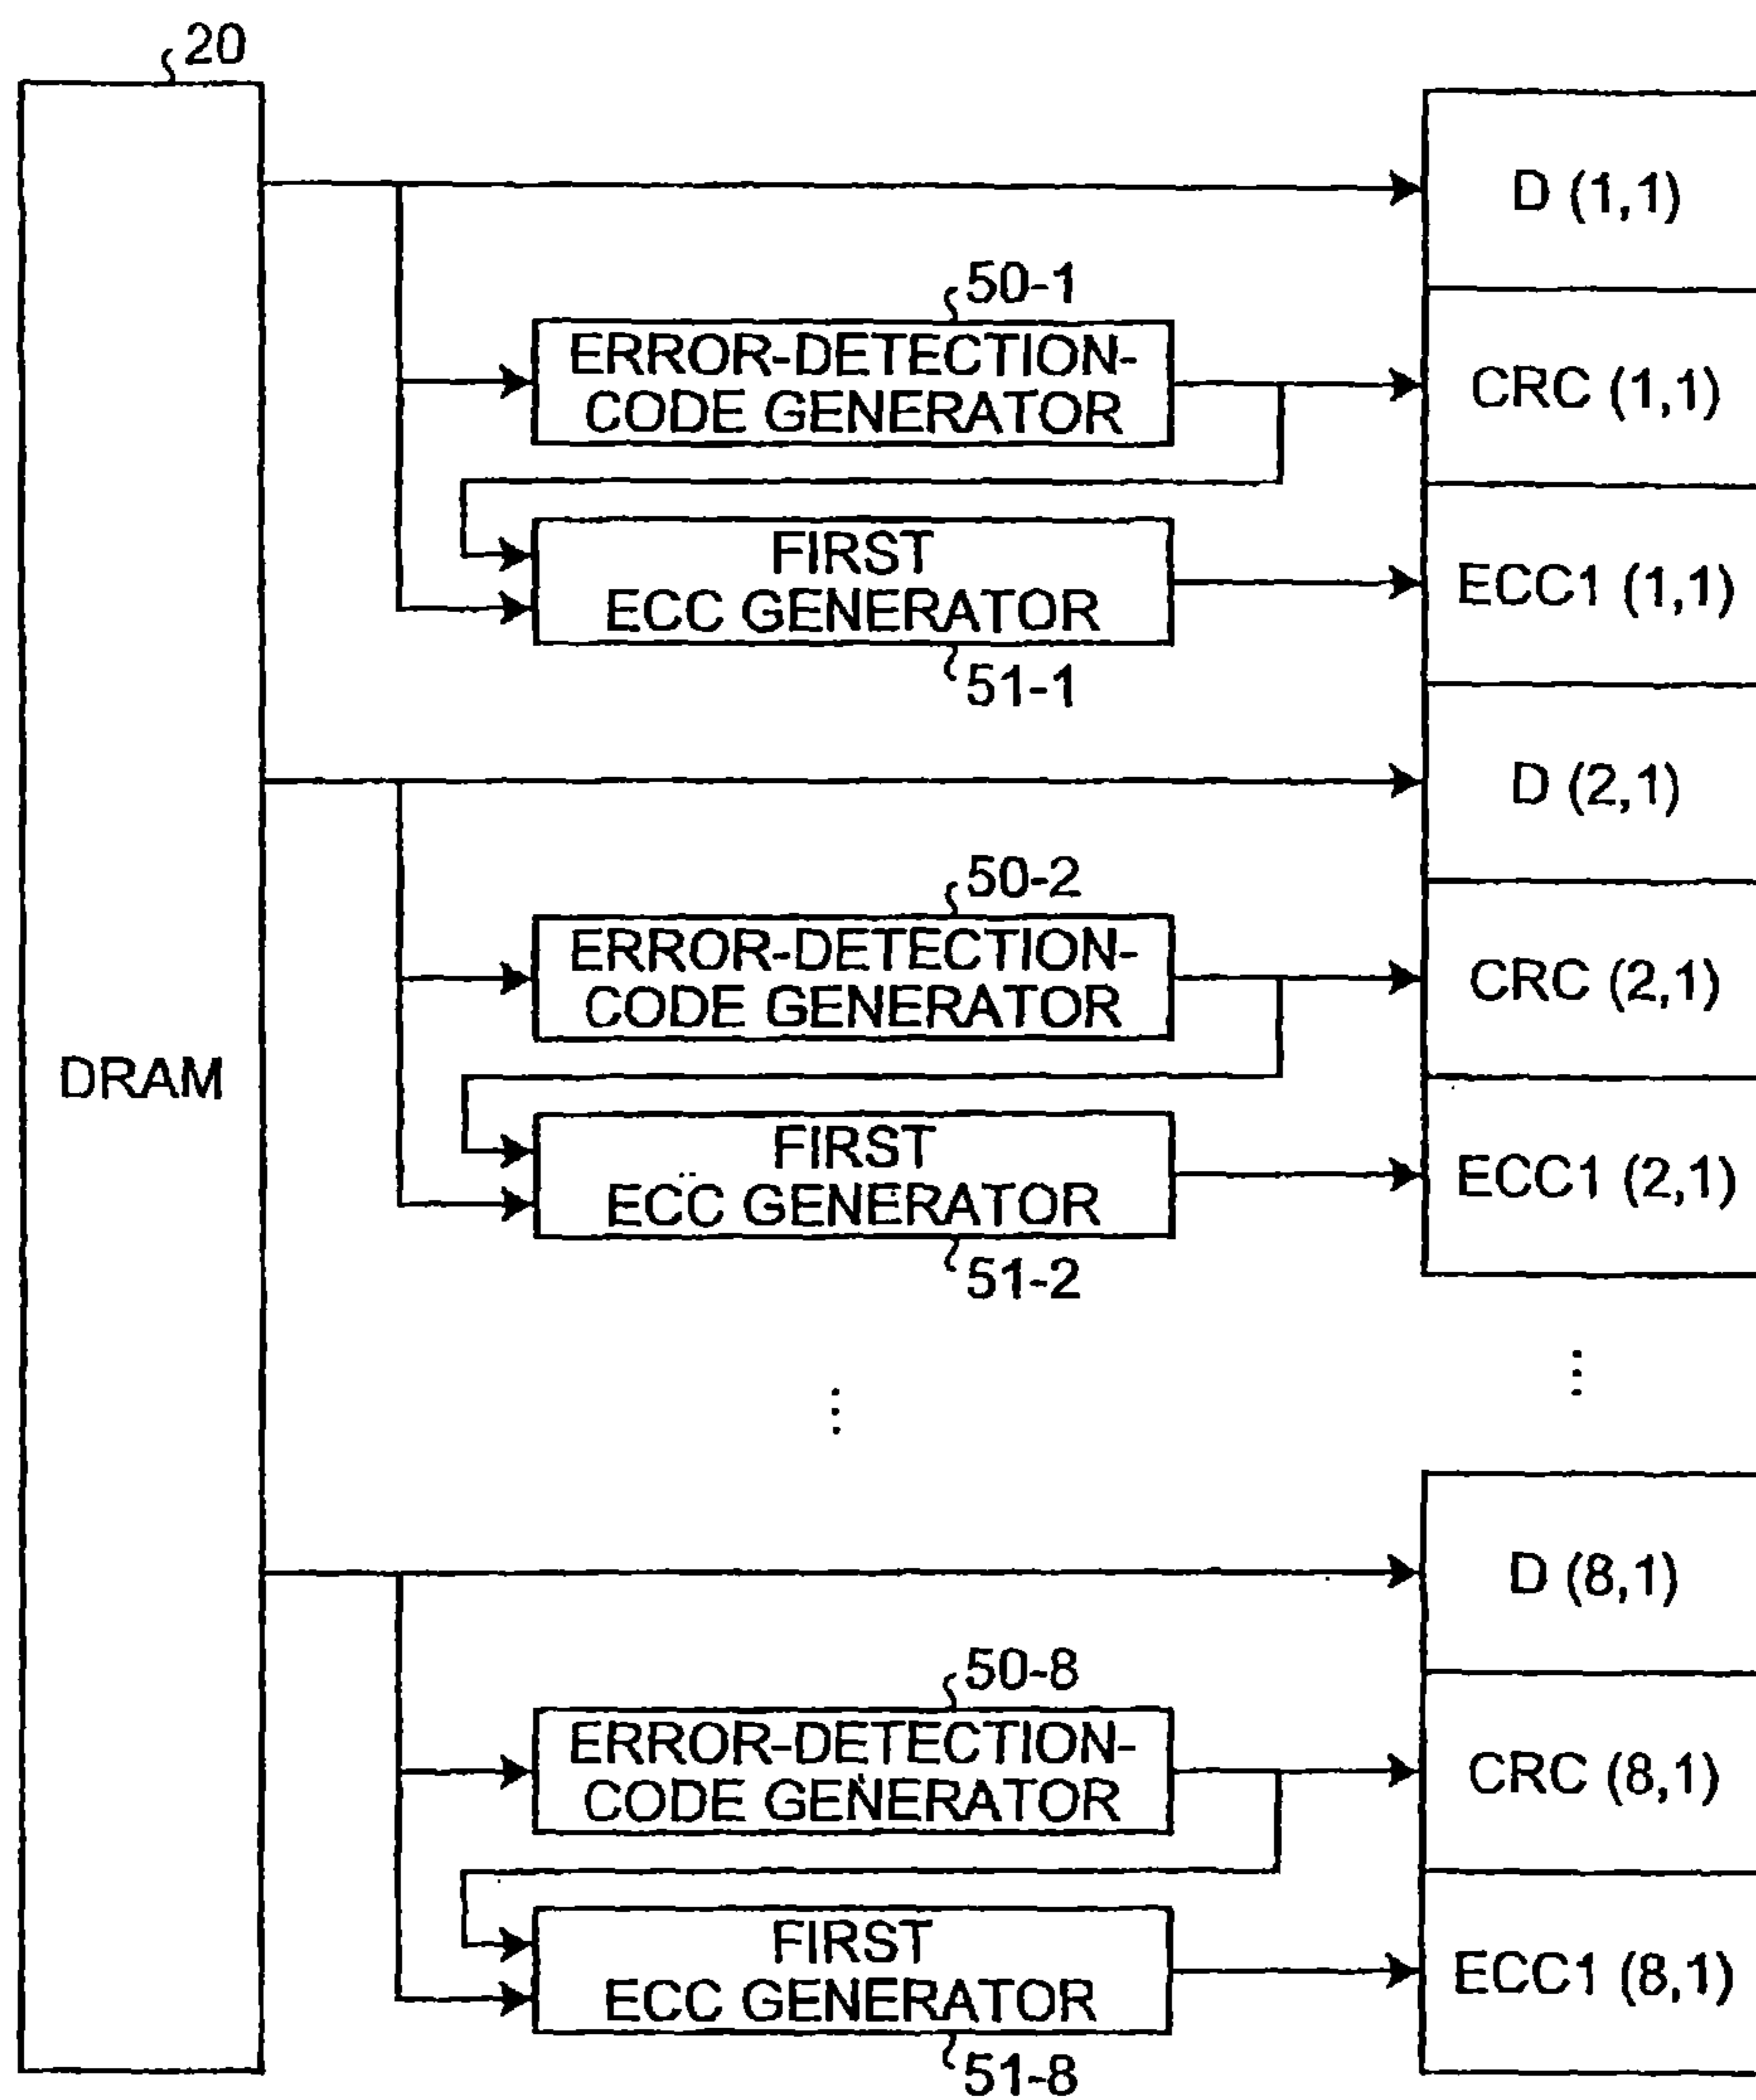 20
DRAM
D (1,1)
50-1
ERROR-DETECTION-
CODE GENERATOR
CRC (1,1)
FIRST
ECC GENERATOR
51-1
ECC1 (1,1)
D (2,1)
50-2
ERROR-DETECTION-
CODE GENERATOR
CRC (2,1)
FIRST
ECC GENERATOR
51-2
ECC1 (2,1)
D (8,1)
50-8
ERROR-DETECTION-
CODE GENERATOR
CRC (8,1)
FIRST
ECC GENERATOR
51-8
ECC1 (8,1)